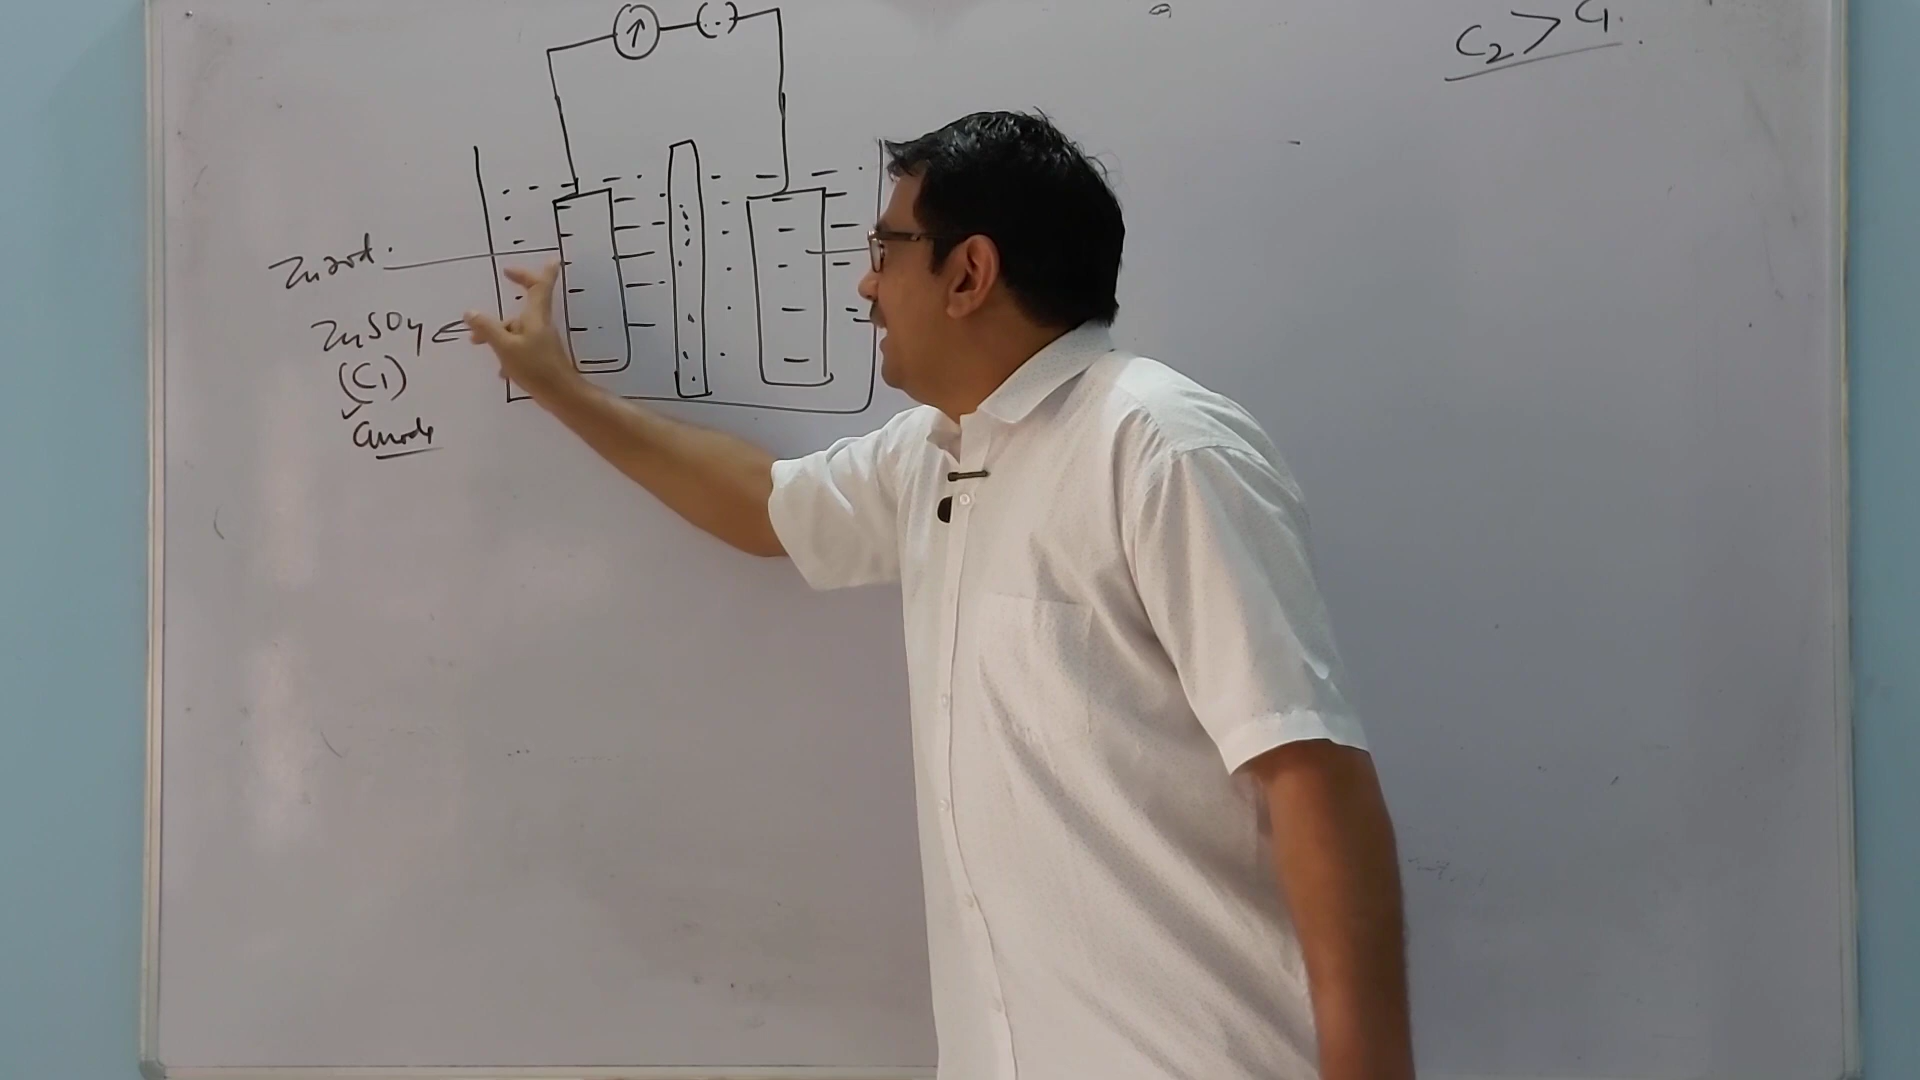 C₂ > C₁.
Zn rod.
ZnSO₄
(C₁)
Anode